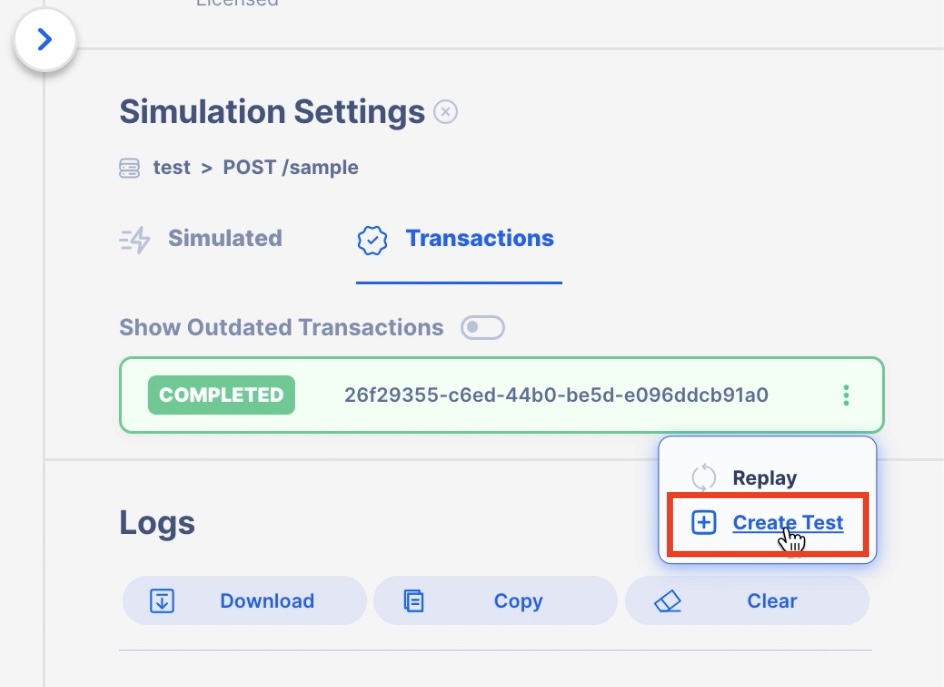 Licensed
Simulation Settings
test > POST /sample
Simulated Transactions
Show Outdated Transactions
COMPLETED 26f29355-c6ed-44b0-be5d-e096ddcb91a0
Replay
Create Test
Logs
Download Copy Clear